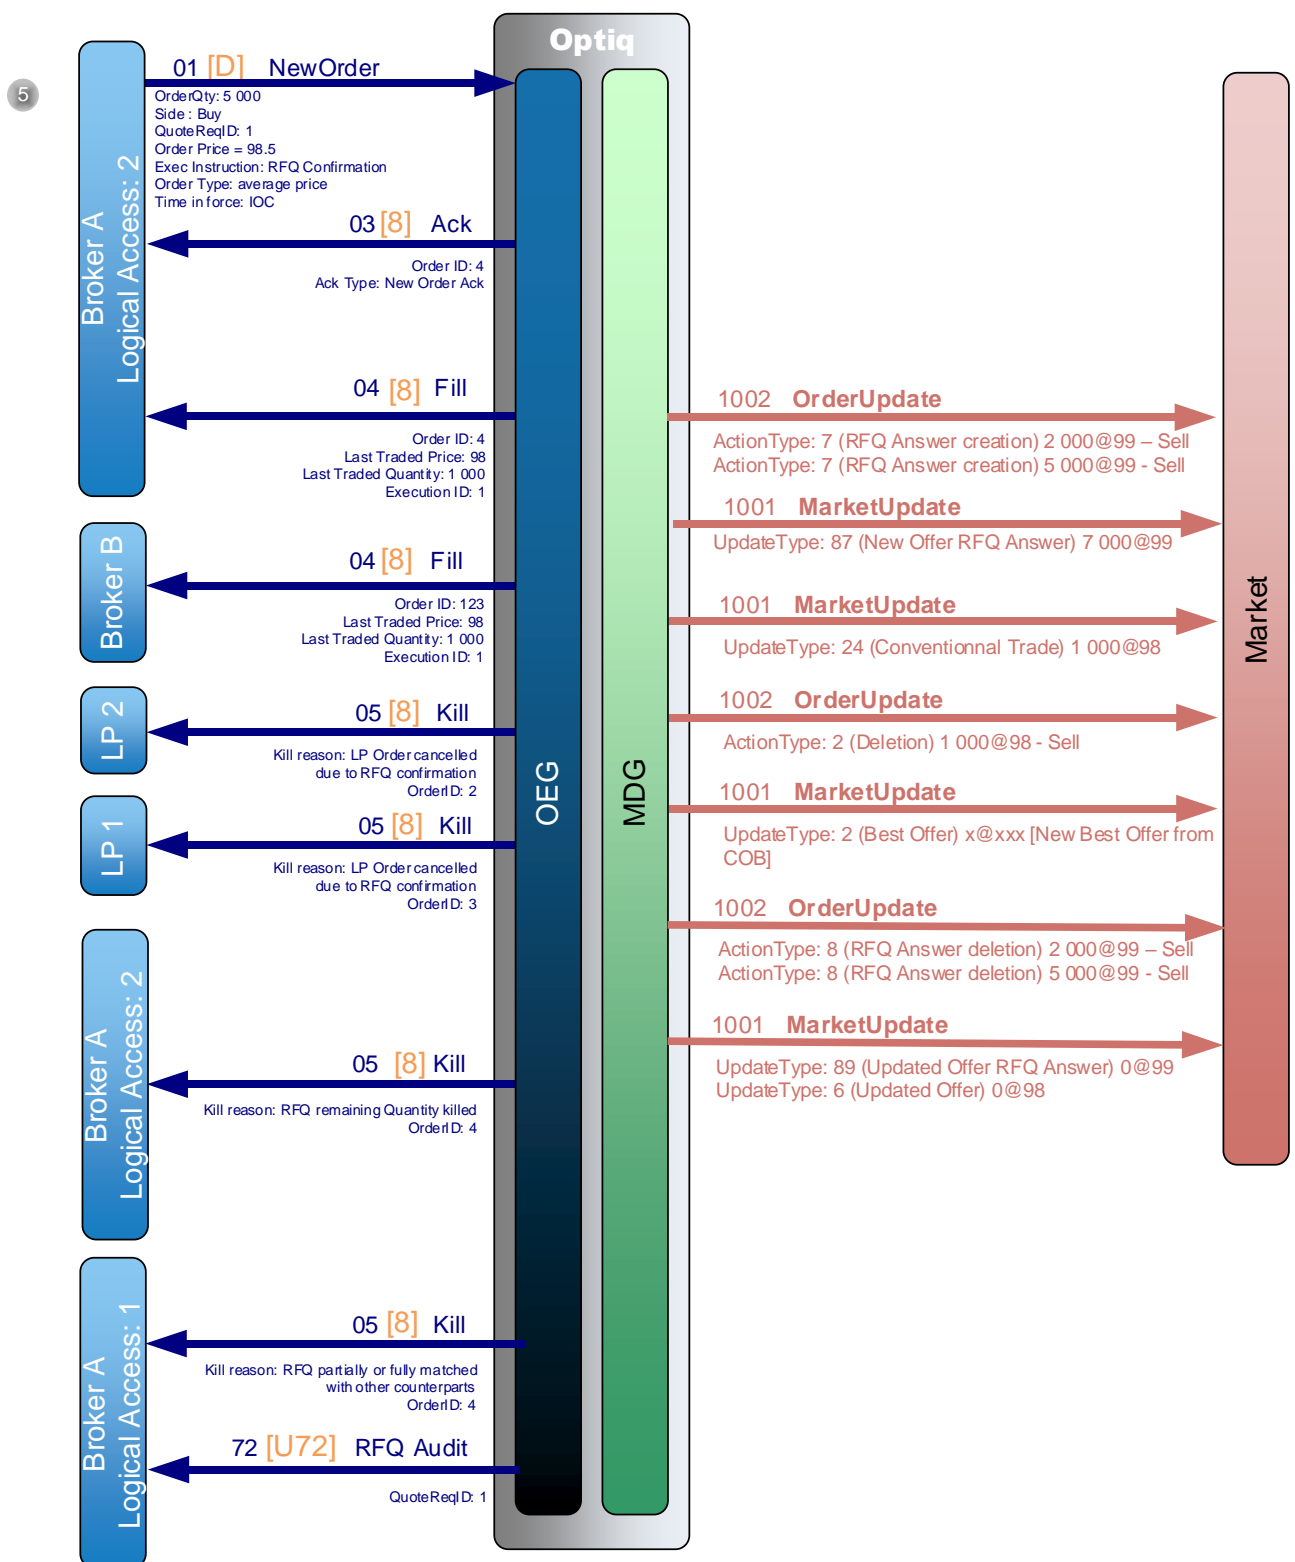 Optiq
5
Broker A
Logical Access: 2
01 [D] NewOrder
OrderQty: 5 000
Side : Buy
QuoteReqID: 1
Order Price = 98.5
Exec Instruction: RFQ Confirmation
Order Type: average price
Time in force: IOC
03 [8] Ack
Order ID: 4
Ack Type: New Order Ack
04 [8] Fill
Order ID: 4
Last Traded Price: 98
Last Traded Quantity: 1 000
Execution ID: 1
Broker B
04 [8] Fill
Order ID: 123
Last Traded Price: 98
Last Traded Quantity: 1 000
Execution ID: 1
LP 2
05 [8] Kill
Kill reason: LP Order cancelled
due to RFQ confirmation
OrderID: 2
LP 1
05 [8] Kill
Kill reason: LP Order cancelled
due to RFQ confirmation
OrderID: 3
Broker A
Logical Access: 2
05 [8] Kill
Kill reason: RFQ remaining Quantity killed
OrderID: 4
Broker A
Logical Access: 1
05 [8] Kill
Kill reason: RFQ partially or fully matched
with other counterparts
OrderID: 4
72 [U72] RFQ Audit
QuoteReqID: 1
OEG
MDG
1002 OrderUpdate
ActionType: 7 (RFQ Answer creation) 2 000@99 – Sell
ActionType: 7 (RFQ Answer creation) 5 000@99 - Sell
1001 MarketUpdate
UpdateType: 87 (New Offer RFQ Answer) 7 000@99
1001 MarketUpdate
UpdateType: 24 (Conventionnal Trade) 1 000@98
1002 OrderUpdate
ActionType: 2 (Deletion) 1 000@98 - Sell
1001 MarketUpdate
UpdateType: 2 (Best Offer) x@xxx [New Best Offer from
COB]
1002 OrderUpdate
ActionType: 8 (RFQ Answer deletion) 2 000@99 – Sell
ActionType: 8 (RFQ Answer deletion) 5 000@99 - Sell
1001 MarketUpdate
UpdateType: 89 (Updated Offer RFQ Answer) 0@99
UpdateType: 6 (Updated Offer) 0@98
Market